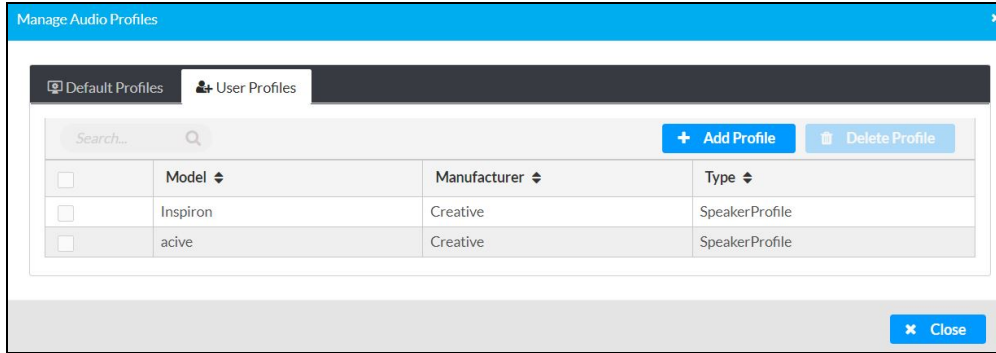 Manage Audio Profiles
Default Profiles User Profiles
Search... Add Profile Delete Profile
Model Manufacturer Type
Inspiron Creative SpeakerProfile
acive Creative SpeakerProfile
Close